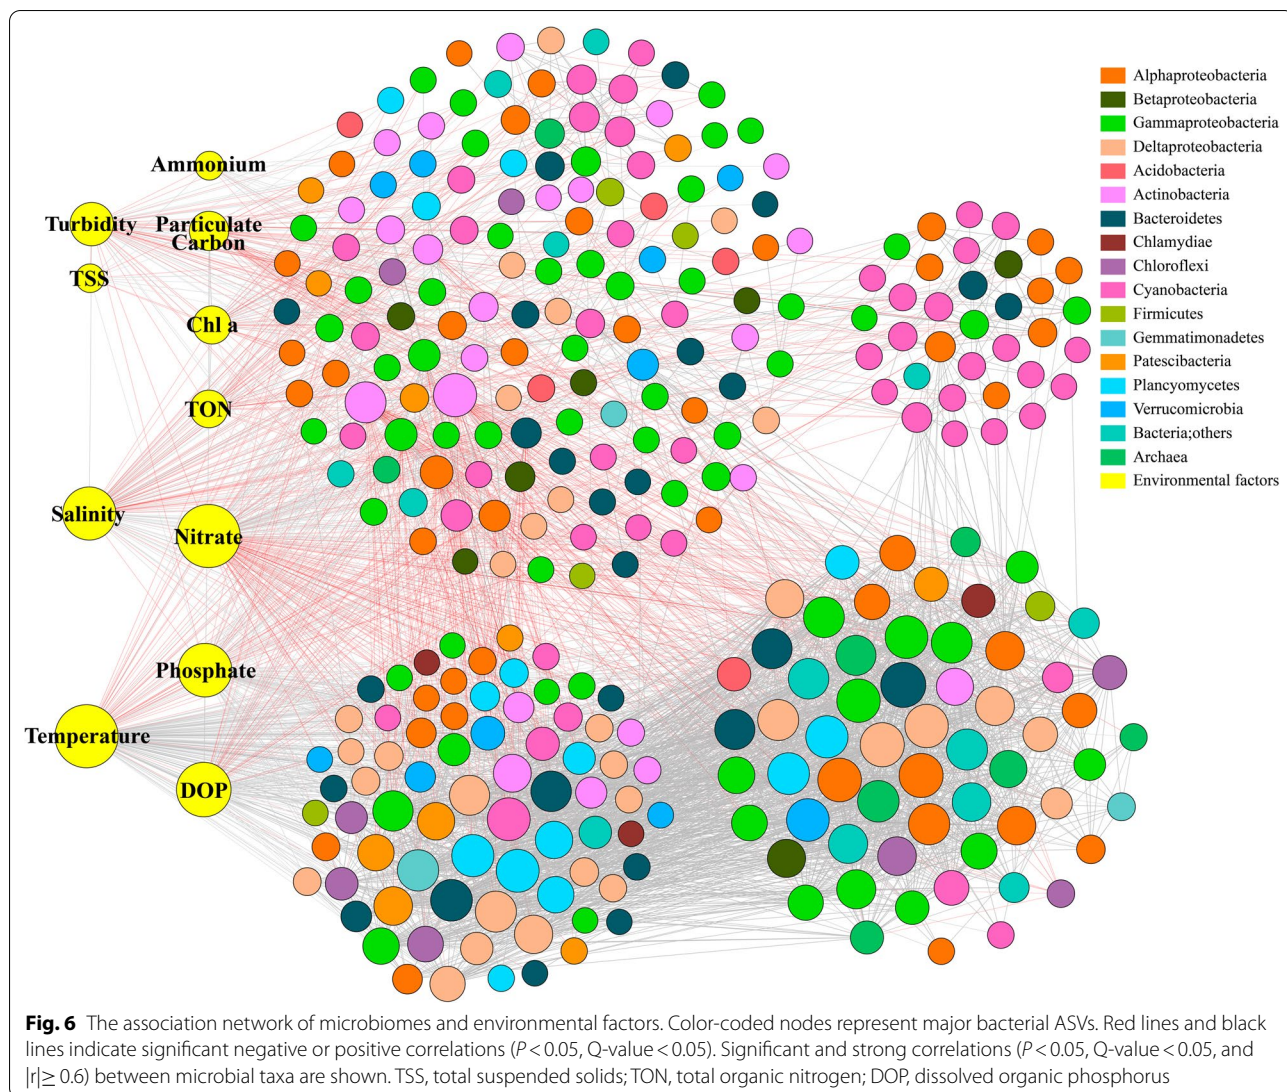 Ammonium
Turbidity
Particulate
Carbon
TSS
Chl a
TON
Salinity
Nitrate
Phosphate
Temperature
DOP
Alphaproteobacteria
Betaproteobacteria
Gammaproteobacteria
Deltaproteobacteria
Acidobacteria
Actinobacteria
Bacteroidetes
Chlamydiae
Chloroflexi
Cyanobacteria
Firmicutes
Gemmatimonadetes
Patescibacteria
Plancyomycetes
Verrucomicrobia
Bacteria;others
Archaea
Environmental factors
Fig. 6 The association network of microbiomes and environmental factors. Color-coded nodes represent major bacterial ASVs. Red lines and black
lines indicate significant negative or positive correlations (P < 0.05, Q-value < 0.05). Significant and strong correlations (P < 0.05, Q-value < 0.05, and
|r| ≥ 0.6) between microbial taxa are shown. TSS, total suspended solids; TON, total organic nitrogen; DOP, dissolved organic phosphorus